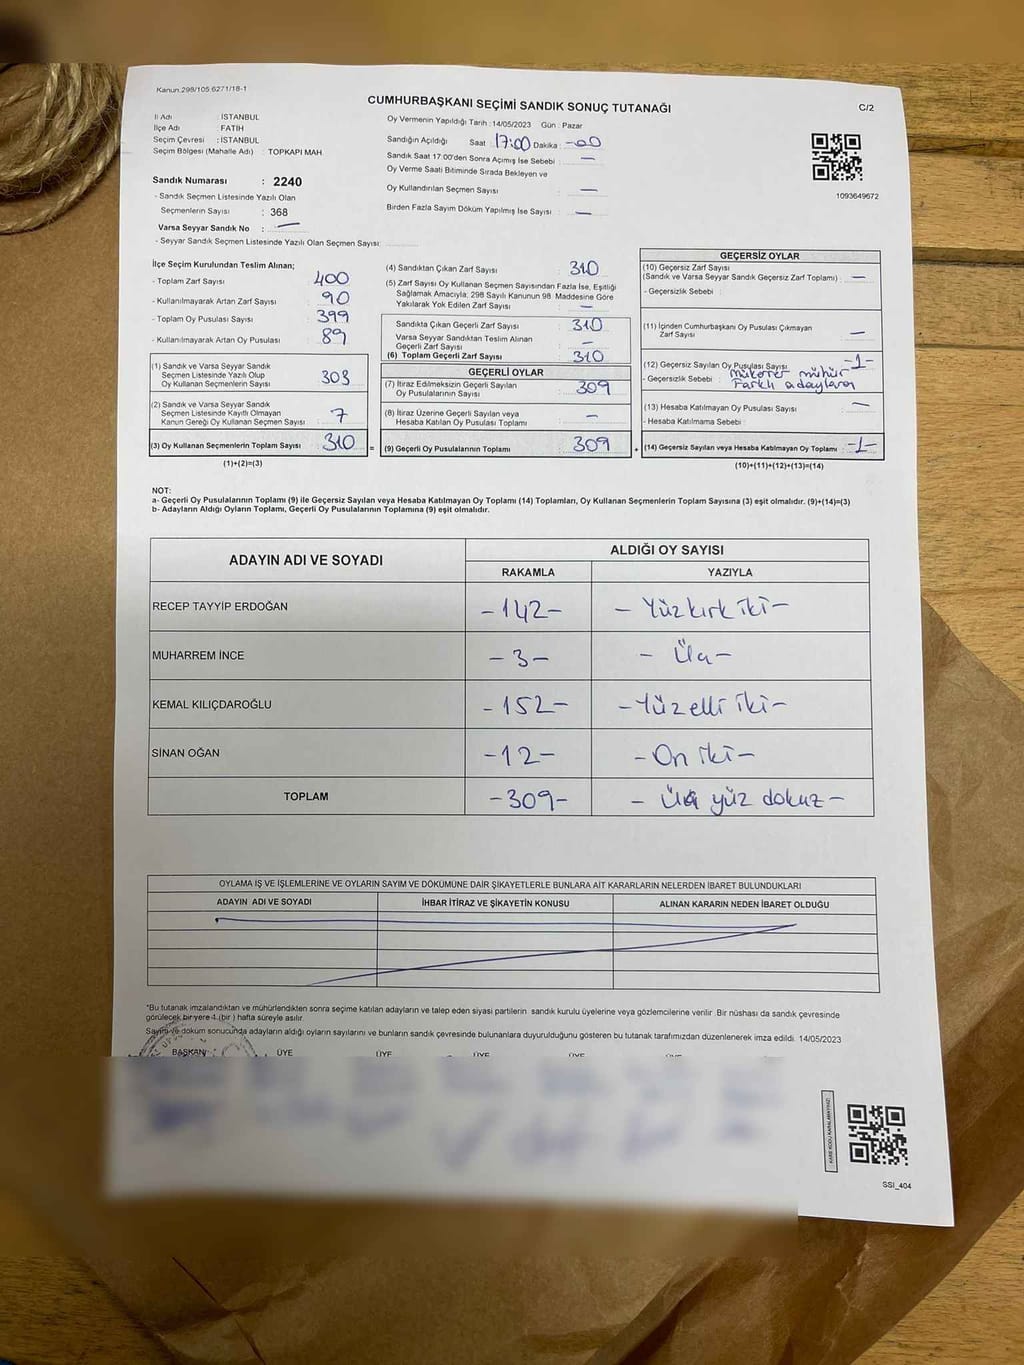 Kanun.298/105.6271/18-1
CUMHURBAŞKANI SEÇİMİ SANDIK SONUÇ TUTANAĞI
C/2
İl Adı : İSTANBUL
İlçe Adı : FATİH
Seçim Çevresi : İSTANBUL
Seçim Bölgesi (Mahalle Adı) : TOPKAPI MAH.
Sandık Numarası : 2240
- Sandık Seçmen Listesinde Yazılı Olan
Seçmenlerin Sayısı : 368
Varsa Seyyar Sandık No : —
- Seyyar Sandık Seçmen Listesinde Yazılı Olan Seçmen Sayısı:
Oy Vermenin Yapıldığı Tarih :14/05/2023 Gün : Pazar
Sandığın Açıldığı Saat : 17:00 Dakika : -00
Sandık Saat 17:00'den Sonra Açımış İse Sebebi : —
Oy Verme Saati Bitiminde Sırada Bekleyen ve
Oy Kullandırılan Seçmen Sayısı : —
Birden Fazla Sayım Döküm Yapılmış İse Sayısı : —
1093649672
İlçe Seçim Kurulundan Teslim Alınan;
- Toplam Zarf Sayısı : 400
- Kullanılmayarak Artan Zarf Sayısı : 90
- Toplam Oy Pusulası Sayısı : 399
- Kullanılmayarak Artan Oy Pusulası : 89
(1) Sandık ve Varsa Seyyar Sandık
Seçmen Listesinde Yazılı Olup
Oy Kullanan Seçmenlerin Sayısı : 303
(2) Sandık ve Varsa Seyyar Sandık
Seçmen Listesinde Kayıtlı Olmayan
Kanun Gereği Oy Kullanan Seçmen Sayısı : 7
(3) Oy Kullanan Seçmenlerin Toplam Sayısı : 310 =
(1)+(2)=(3)
(4) Sandıktan Çıkan Zarf Sayısı : 310
(5) Zarf Sayısı Oy Kullanan Seçmen Sayısından Fazla İse, Eşitliği
Sağlamak Amacıyla; 298 Sayılı Kanunun 98. Maddesine Göre
Yakılarak Yok Edilen Zarf Sayısı : —
Sandıkta Çıkan Geçerli Zarf Sayısı : 310
Varsa Seyyar Sandıktan Teslim Alınan
Geçerli Zarf Sayısı : —
(6) Toplam Geçerli Zarf Sayısı : 310
GEÇERLİ OYLAR
(7) İtiraz Edilmeksizin Geçerli Sayılan
Oy Pusulalarının Sayısı : 309
(8) İtiraz Üzerine Geçerli Sayılan veya
Hesaba Katılan Oy Pusulası Toplamı : —
(9) Geçerli Oy Pusulalarının Toplamı : 309 +
GEÇERSİZ OYLAR
(10) Geçersiz Zarf Sayısı
(Sandık ve Varsa Seyyar Sandık Geçersiz Zarf Toplamı) : —
- Geçersizlik Sebebi :
(11) İçinden Cumhurbaşkanı Oy Pusulası Çıkmayan
Zarf Sayısı : —
(12) Geçersiz Sayılan Oy Pusulası Sayısı : -1-
- Geçersizlik Sebebi : mükerrer mühür
Farklı adaylara
(13) Hesaba Katılmayan Oy Pusulası Sayısı : —
- Hesaba Katılmama Sebebi :
(14) Geçersiz Sayılan veya Hesaba Katılmayan Oy Toplamı : -1-
(10)+(11)+(12)+(13)=(14)
NOT:
a- Geçerli Oy Pusulalarının Toplamı (9) ile Geçersiz Sayılan veya Hesaba Katılmayan Oy Toplamı (14) Toplamları, Oy Kullanan Seçmenlerin Toplam Sayısına (3) eşit olmalıdır. (9)+(14)=(3)
b- Adayların Aldığı Oyların Toplamı, Geçerli Oy Pusulalarının Toplamına (9) eşit olmalıdır.
ADAYIN ADI VE SOYADI
ALDIĞI OY SAYISI
RAKAMLA YAZIYLA
RECEP TAYYİP ERDOĞAN -142- - Yüz kırk iki -
MUHARREM İNCE -3- - Üç -
KEMAL KILIÇDAROĞLU -152- - Yüz elli iki -
SİNAN OĞAN -12- - On iki -
TOPLAM -309- - Üç yüz dokuz -
OYLAMA İŞ VE İŞLEMLERİNE VE OYLARIN SAYIM VE DÖKÜMÜNE DAİR ŞİKAYETLERLE BUNLARA AİT KARARLARIN NELERDEN İBARET BULUNDUKLARI
ADAYIN ADI VE SOYADI İHBAR İTİRAZ VE ŞİKAYETİN KONUSU ALINAN KARARIN NEDEN İBARET OLDUĞU
*Bu tutanak imzalandıktan ve mühürlendikten sonra seçime katılan adayların ve talep eden siyasi partilerin sandık kurulu üyelerine veya gözlemcilerine verilir. Bir nüshası da sandık çevresinde
görülecek bir yere 1 (bir ) hafta süreyle asılır.
Sayım ve döküm sonucunda adayların aldığı oyların sayılarını ve bunların sandık çevresinde bulunanlara duyurulduğunu gösteren bu tutanak tarafımızdan düzenlenerek imza edildi. 14/05/2023
BAŞKAN ÜYE ÜYE ÜYE ÜYE ÜYE
KARE KODU KARALAMAYINIZ!
SSI_404